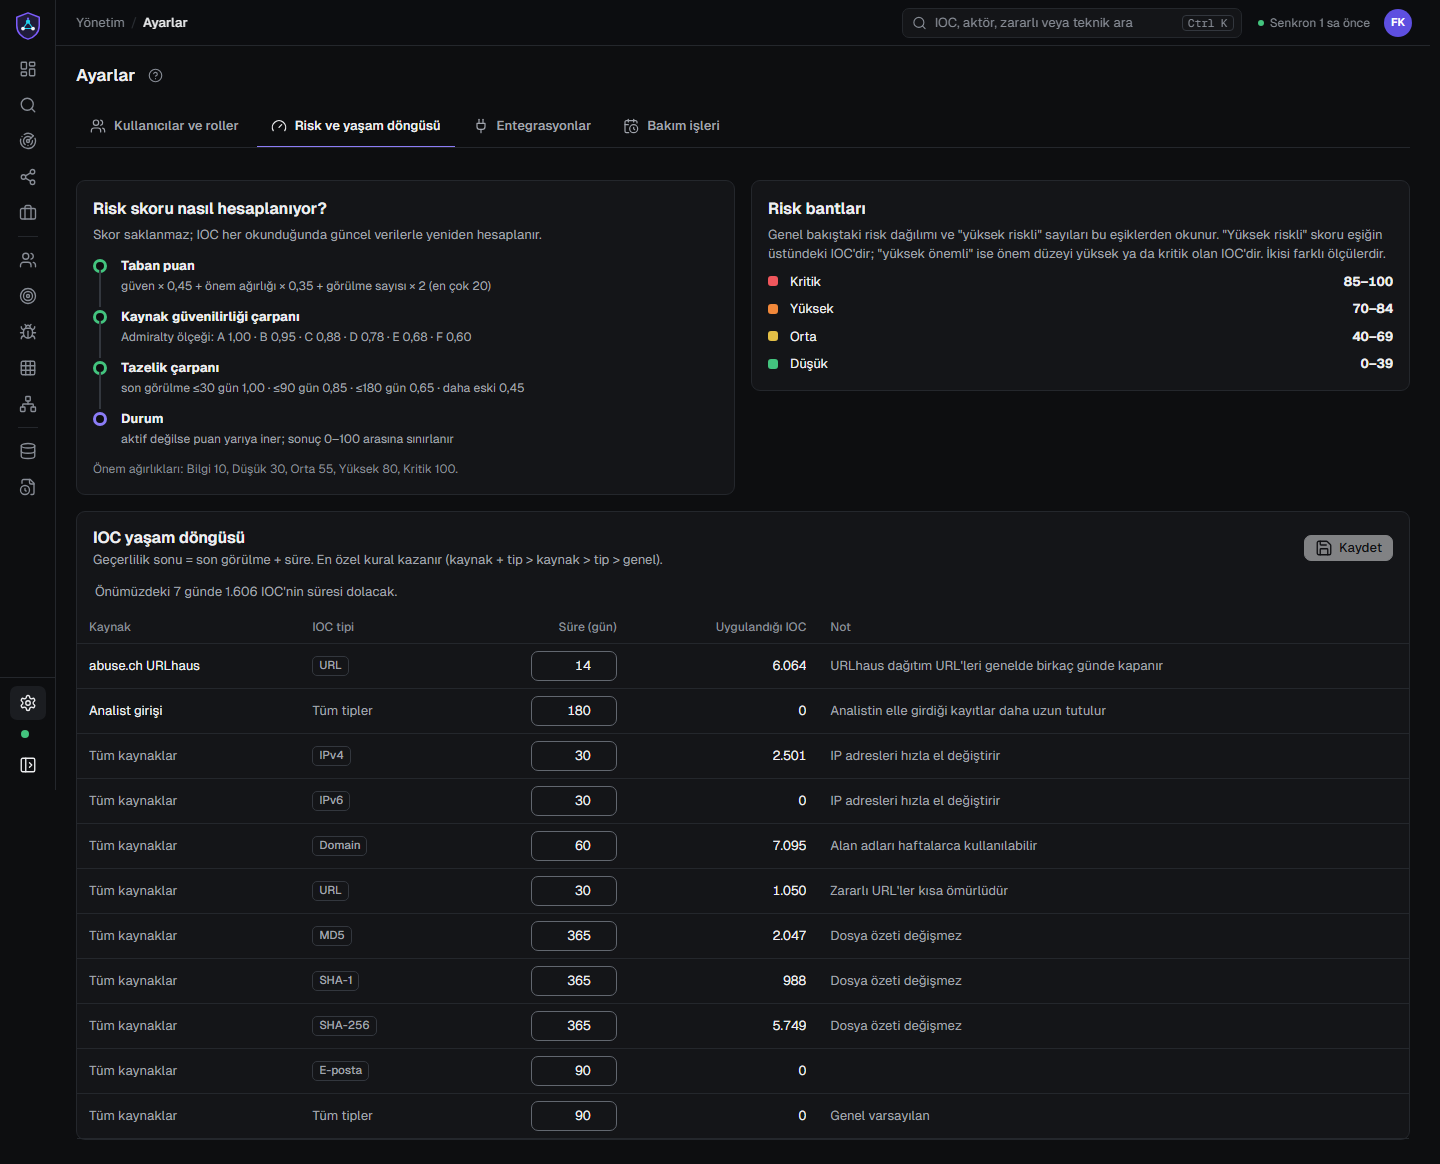 Yönetim / Ayarlar
IOC, aktör, zararlı veya teknik ara
Ctrl K
Senkron 1 sa önce
FK
Ayarlar
Kullanıcılar ve roller
Risk ve yaşam döngüsü
Entegrasyonlar
Bakım işleri
Risk skoru nasıl hesaplanıyor?
Skor saklanmaz; IOC her okunduğunda güncel verilerle yeniden hesaplanır.
Taban puan
güven × 0,45 + önem ağırlığı × 0,35 + görülme sayısı × 2 (en çok 20)
Kaynak güvenilirliği çarpanı
Admiralty ölçeği: A 1,00 · B 0,95 · C 0,88 · D 0,78 · E 0,68 · F 0,60
Tazelik çarpanı
son görülme ≤30 gün 1,00 · ≤90 gün 0,85 · ≤180 gün 0,65 · daha eski 0,45
Durum
aktif değilse puan yarıya iner; sonuç 0–100 arasına sınırlanır
Önem ağırlıkları: Bilgi 10, Düşük 30, Orta 55, Yüksek 80, Kritik 100.
Risk bantları
Genel bakıştaki risk dağılımı ve "yüksek riskli" sayıları bu eşiklerden okunur. "Yüksek riskli" skoru eşiğin
üstündeki IOC'dir; "yüksek önemli" ise önem düzeyi yüksek ya da kritik olan IOC'dir. İkisi farklı ölçülerdir.
Kritik 85–100
Yüksek 70–84
Orta 40–69
Düşük 0–39
IOC yaşam döngüsü
Geçerlilik sonu = son görülme + süre. En özel kural kazanır (kaynak + tip > kaynak > tip > genel).
Kaydet
Önümüzdeki 7 günde 1.606 IOC'nin süresi dolacak.
Kaynak IOC tipi Süre (gün) Uygulandığı IOC Not
abuse.ch URLhaus URL 14 6.064 URLhaus dağıtım URL'leri genelde birkaç günde kapanır
Analist girişi Tüm tipler 180 0 Analistin elle girdiği kayıtlar daha uzun tutulur
Tüm kaynaklar IPv4 30 2.501 IP adresleri hızla el değiştirir
Tüm kaynaklar IPv6 30 0 IP adresleri hızla el değiştirir
Tüm kaynaklar Domain 60 7.095 Alan adları haftalarca kullanılabilir
Tüm kaynaklar URL 30 1.050 Zararlı URL'ler kısa ömürlüdür
Tüm kaynaklar MD5 365 2.047 Dosya özeti değişmez
Tüm kaynaklar SHA-1 365 988 Dosya özeti değişmez
Tüm kaynaklar SHA-256 365 5.749 Dosya özeti değişmez
Tüm kaynaklar E-posta 90 0
Tüm kaynaklar Tüm tipler 90 0 Genel varsayılan